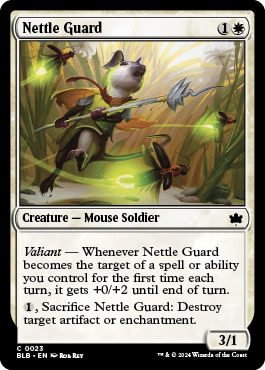 Nettle Guard 1
Creature — Mouse Soldier
Valiant — Whenever Nettle Guard
becomes the target of a spell or ability
you control for the first time each
turn, it gets +0/+2 until end of turn.
1, Sacrifice Nettle Guard: Destroy
target artifact or enchantment.
3/1
C 0023
BLB • EN Rob Rey
™ & © 2024 Wizards of the Coast